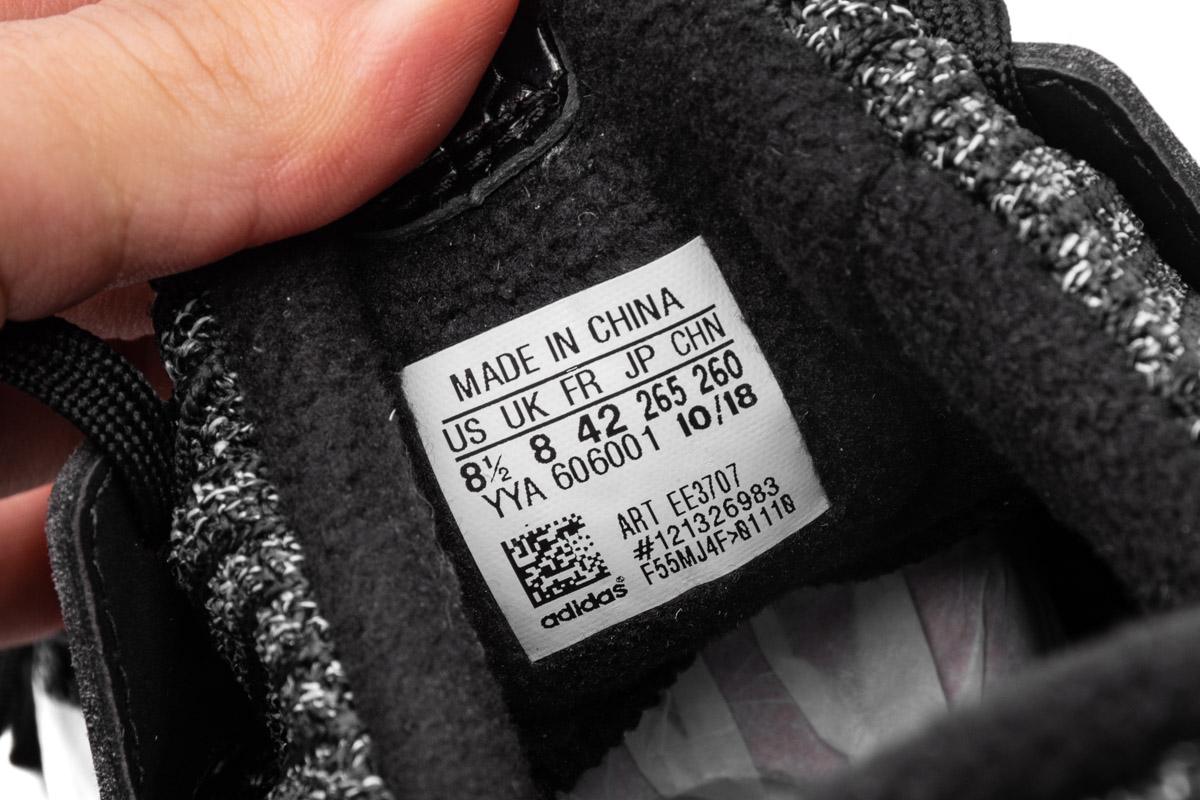 MADE IN CHINA
US UK FR JP CHN
8½ 8 42 265 260
YYA 606001 10/18
ART EE3707
#121326983
F55MJ4F>01110
adidas®